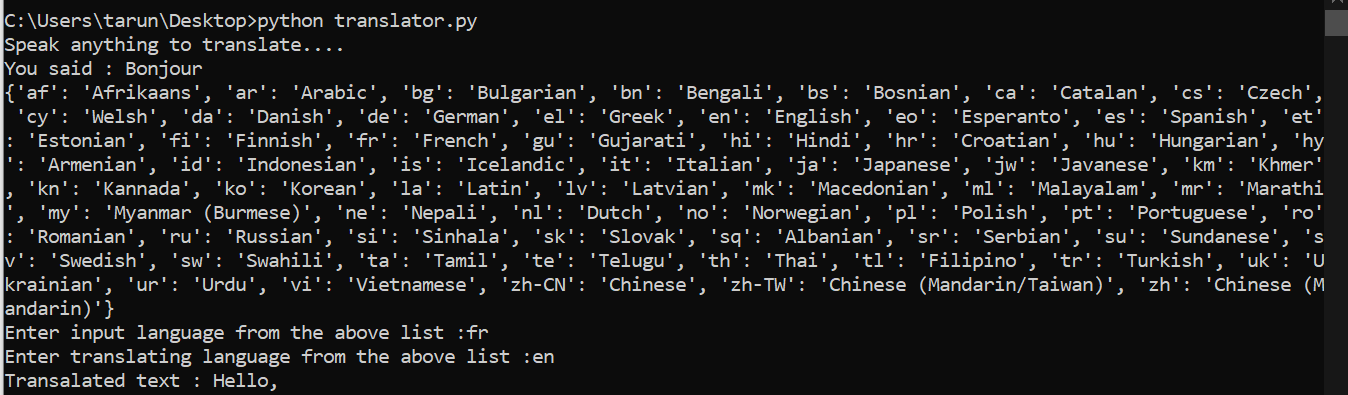 C:\Users\tarun\Desktop>python translator.py
Speak anything to translate....
You said : Bonjour
{'af': 'Afrikaans', 'ar': 'Arabic', 'bg': 'Bulgarian', 'bn': 'Bengali', 'bs': 'Bosnian', 'ca': 'Catalan', 'cs': 'Czech',
 'cy': 'Welsh', 'da': 'Danish', 'de': 'German', 'el': 'Greek', 'en': 'English', 'eo': 'Esperanto', 'es': 'Spanish', 'et'
: 'Estonian', 'fi': 'Finnish', 'fr': 'French', 'gu': 'Gujarati', 'hi': 'Hindi', 'hr': 'Croatian', 'hu': 'Hungarian', 'hy
': 'Armenian', 'id': 'Indonesian', 'is': 'Icelandic', 'it': 'Italian', 'ja': 'Japanese', 'jw': 'Javanese', 'km': 'Khmer'
, 'kn': 'Kannada', 'ko': 'Korean', 'la': 'Latin', 'lv': 'Latvian', 'mk': 'Macedonian', 'ml': 'Malayalam', 'mr': 'Marathi
', 'my': 'Myanmar (Burmese)', 'ne': 'Nepali', 'nl': 'Dutch', 'no': 'Norwegian', 'pl': 'Polish', 'pt': 'Portuguese', 'ro'
: 'Romanian', 'ru': 'Russian', 'si': 'Sinhala', 'sk': 'Slovak', 'sq': 'Albanian', 'sr': 'Serbian', 'su': 'Sundanese', 's
v': 'Swedish', 'sw': 'Swahili', 'ta': 'Tamil', 'te': 'Telugu', 'th': 'Thai', 'tl': 'Filipino', 'tr': 'Turkish', 'uk': 'U
krainian', 'ur': 'Urdu', 'vi': 'Vietnamese', 'zh-CN': 'Chinese', 'zh-TW': 'Chinese (Mandarin/Taiwan)', 'zh': 'Chinese (M
andarin)'}
Enter input language from the above list :fr
Enter translating language from the above list :en
Transalated text : Hello,